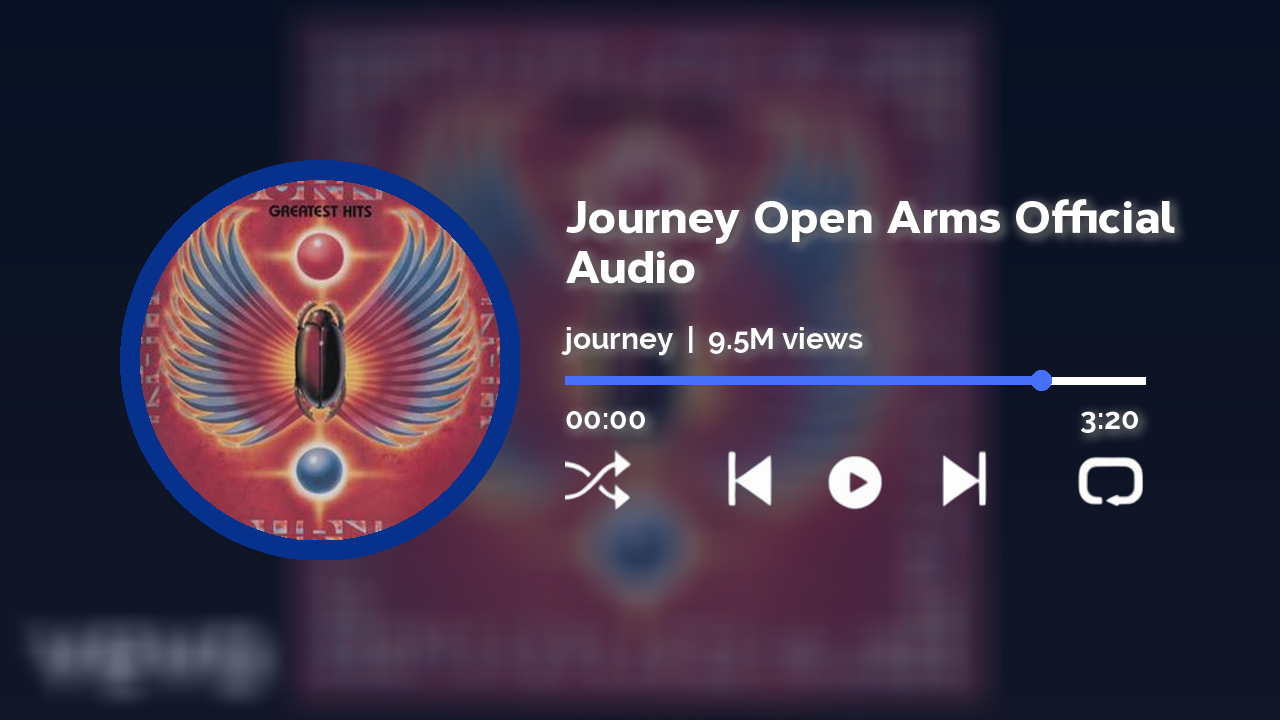 GREATEST HITS
Journey Open Arms Official
Audio
journey | 9.5M views
00:00
3:20